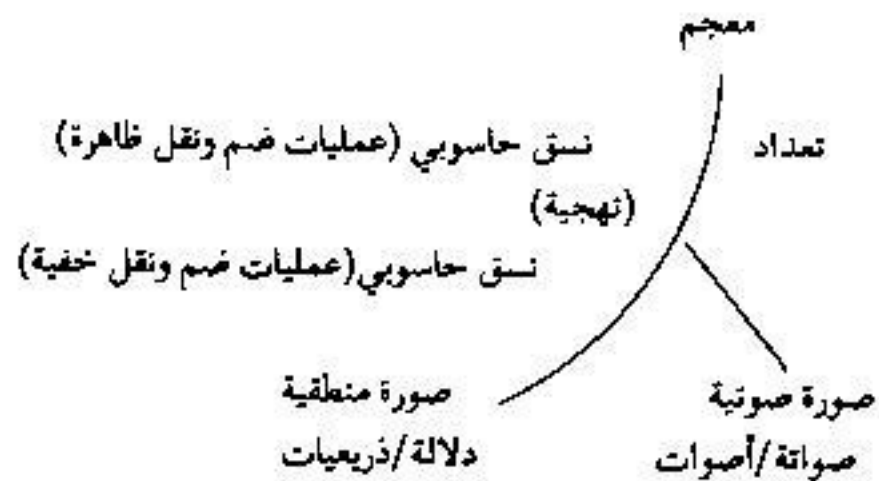 معجم
تعداد
نسق حاسوبي (عمليات ضم ونقل ظاهرة)
(تهجية)
نسق حاسوبي(عمليات ضم ونقل خفية)
صورة صوتية
صواتة/أصوات
صورة منطقية
دلالة/ذريعيات